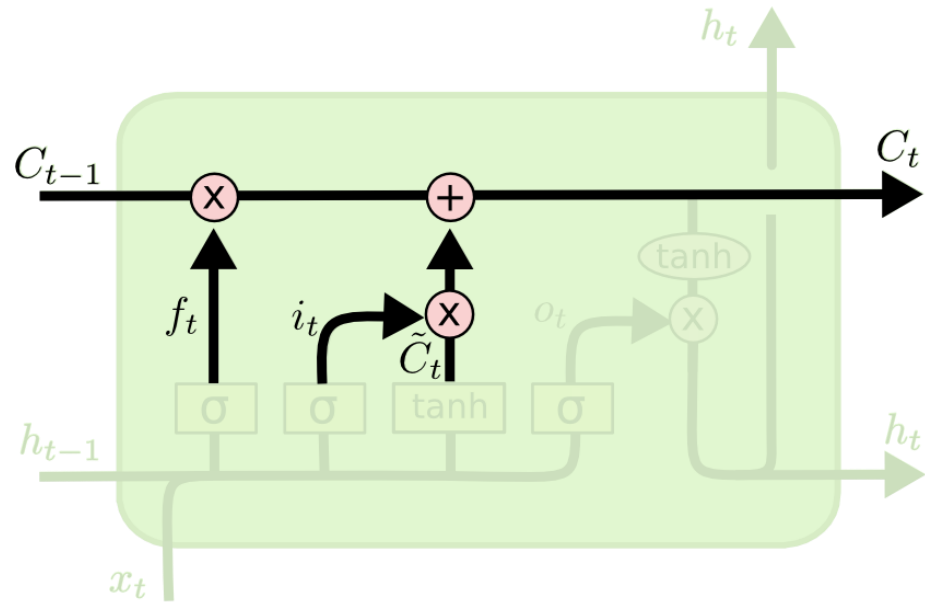 h_t
C_{t-1}
C_t
x
+
tanh
f_t
i_t
x
o_t
x
C̃_t
σ
σ
tanh
σ
h_{t-1}
h_t
x_t